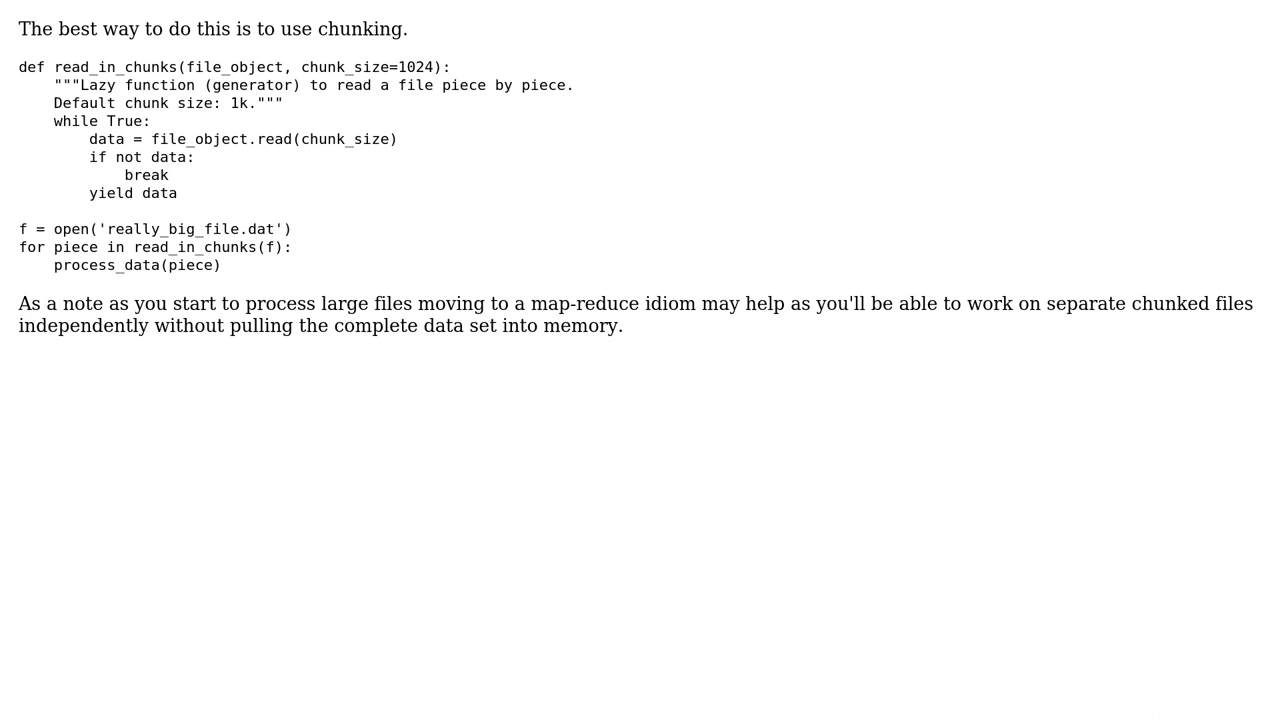 The best way to do this is to use chunking.
def read_in_chunks(file_object, chunk_size=1024):
    """Lazy function (generator) to read a file piece by piece.
    Default chunk size: 1k."""
    while True:
        data = file_object.read(chunk_size)
        if not data:
            break
        yield data

f = open('really_big_file.dat')
for piece in read_in_chunks(f):
    process_data(piece)
As a note as you start to process large files moving to a map-reduce idiom may help as you'll be able to work on separate chunked files
independently without pulling the complete data set into memory.